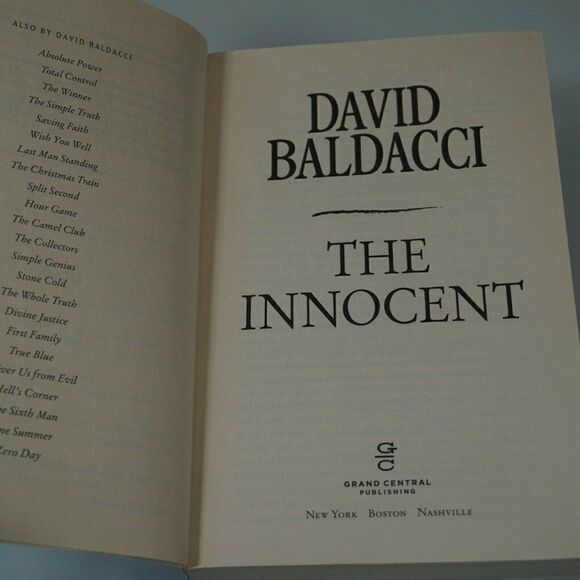 ALSO BY DAVID BALDACCI
Absolute Power
Total Control
The Winner
The Simple Truth
Saving Faith
Wish You Well
Last Man Standing
The Christmas Train
Split Second
Hour Game
The Camel Club
The Collectors
Simple Genius
Stone Cold
The Whole Truth
Divine Justice
First Family
True Blue
ver Us from Evil
ell's Corner
e Sixth Man
ne Summer
Zero Day
DAVID
BALDACCI
THE
INNOCENT
GC
GRAND CENTRAL
PUBLISHING
NEW YORK BOSTON NASHVILLE